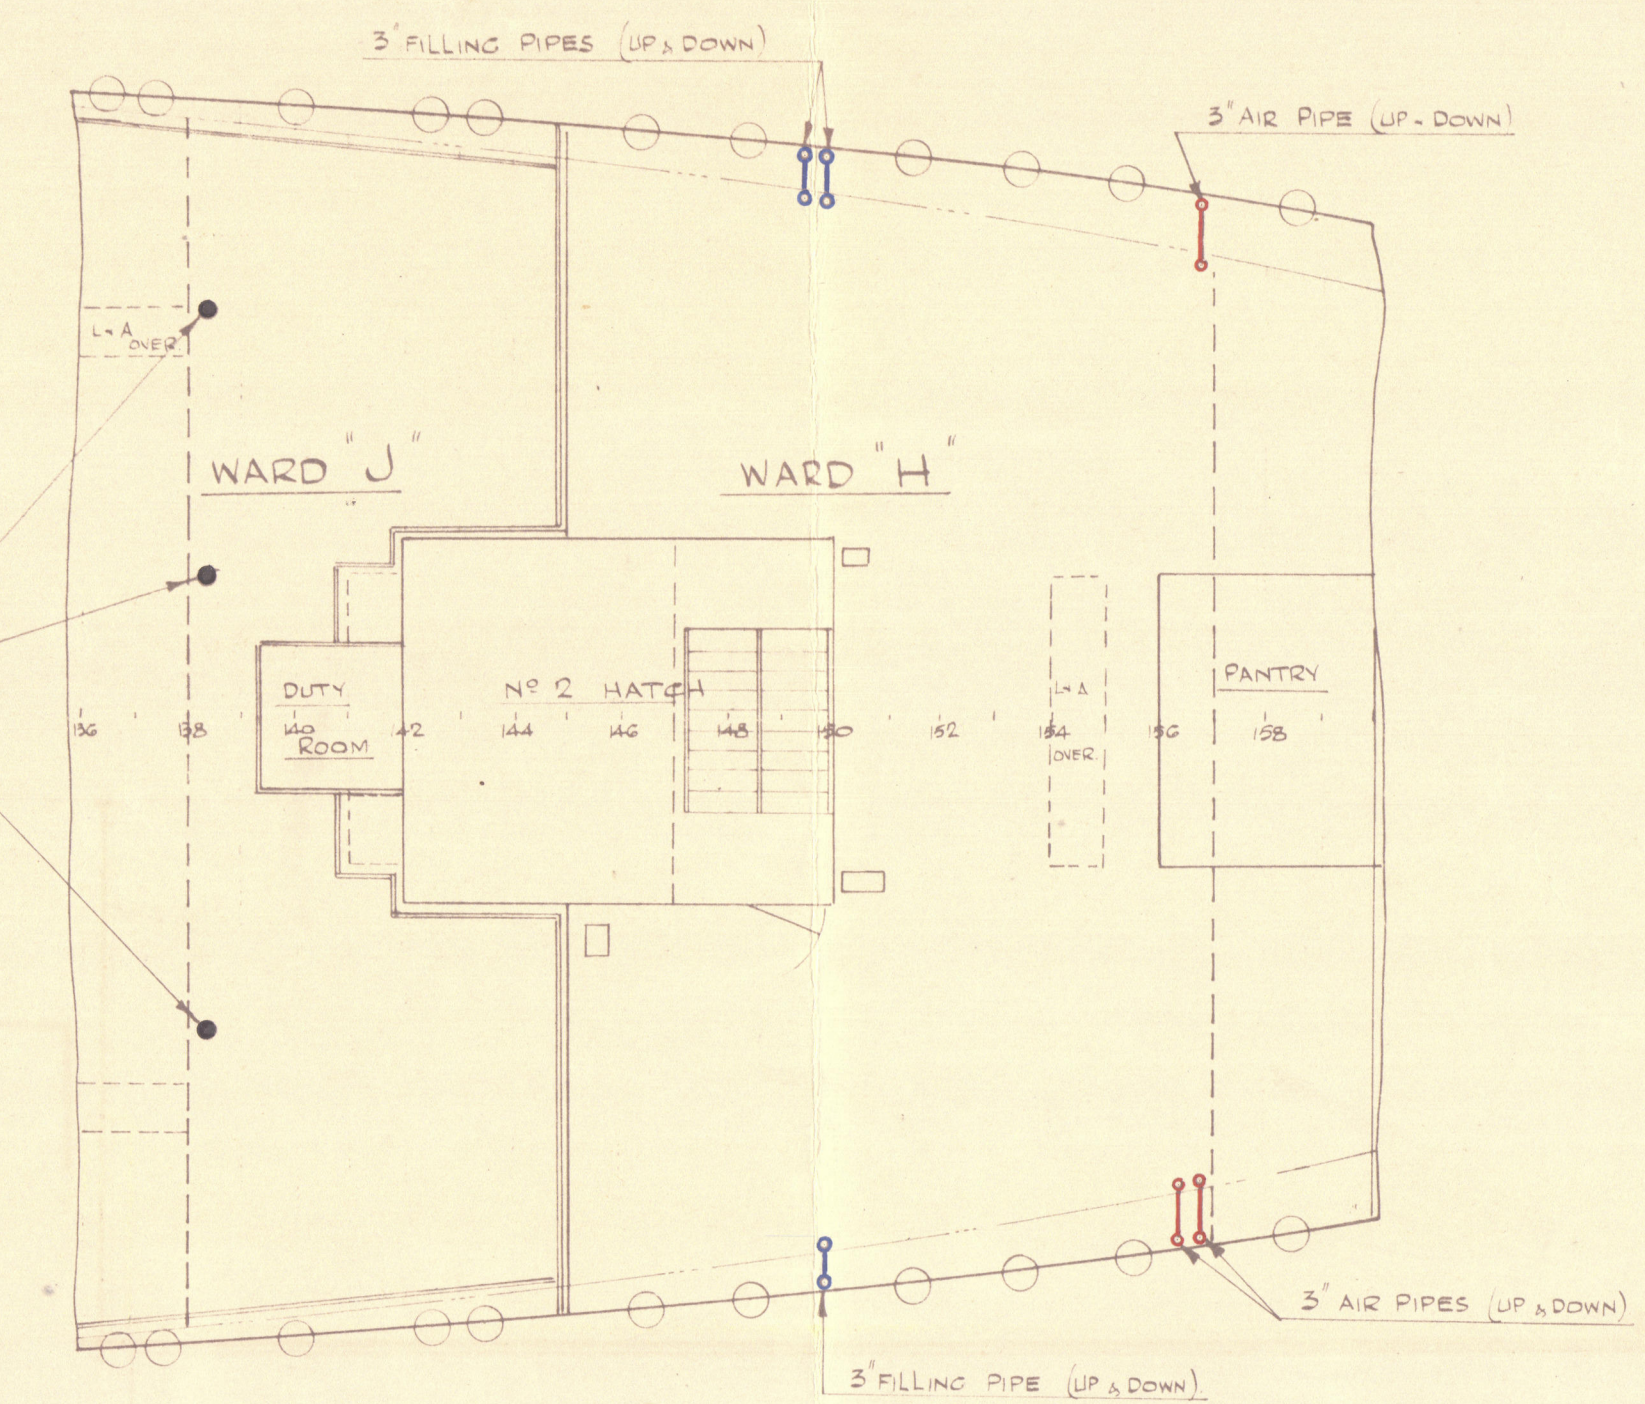 3" FILLING PIPES (UP & DOWN)
3" AIR PIPE (UP - DOWN)
L & A
OVER.
WARD "J"
WARD "H"
DUTY
ROOM
Nº 2 HATCH
L & A
OVER.
PANTRY
136 138 140 142 144 146 148 150 152 154 156 158
3" AIR PIPES (UP & DOWN)
3" FILLING PIPE (UP & DOWN).